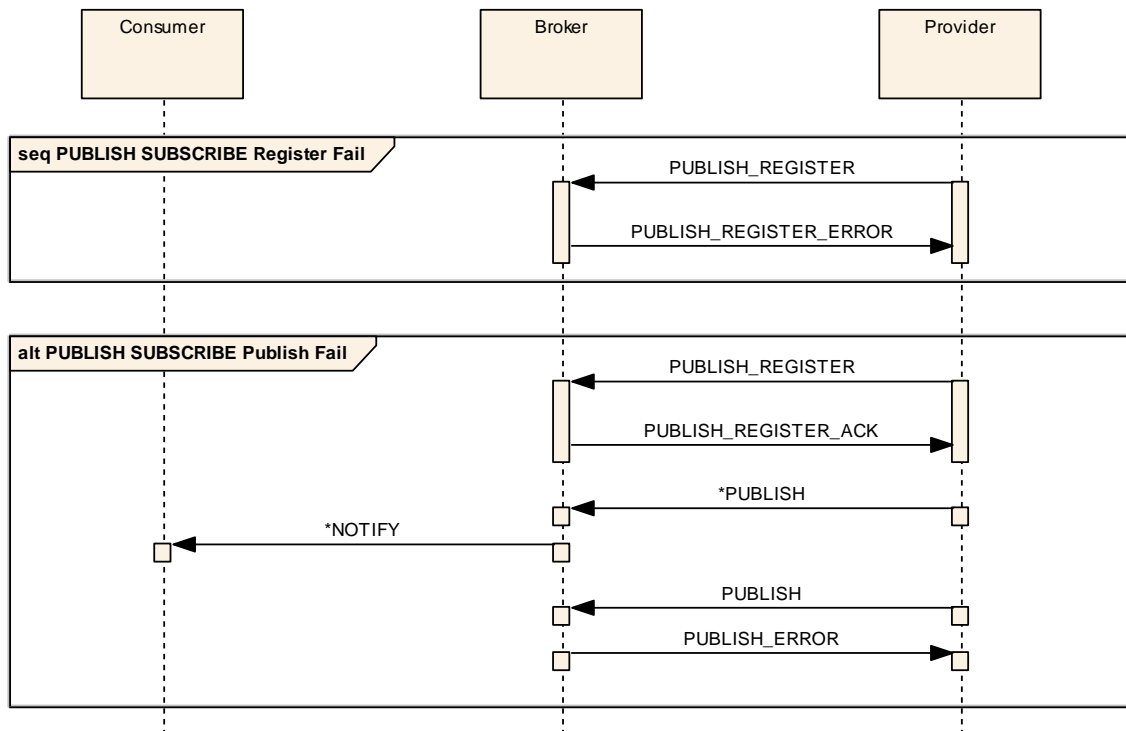 Consumer
Broker
Provider
seq PUBLISH SUBSCRIBE Register Fail
PUBLISH_REGISTER
PUBLISH_REGISTER_ERROR
alt PUBLISH SUBSCRIBE Publish Fail
PUBLISH_REGISTER
PUBLISH_REGISTER_ACK
*PUBLISH
*NOTIFY
PUBLISH
PUBLISH_ERROR